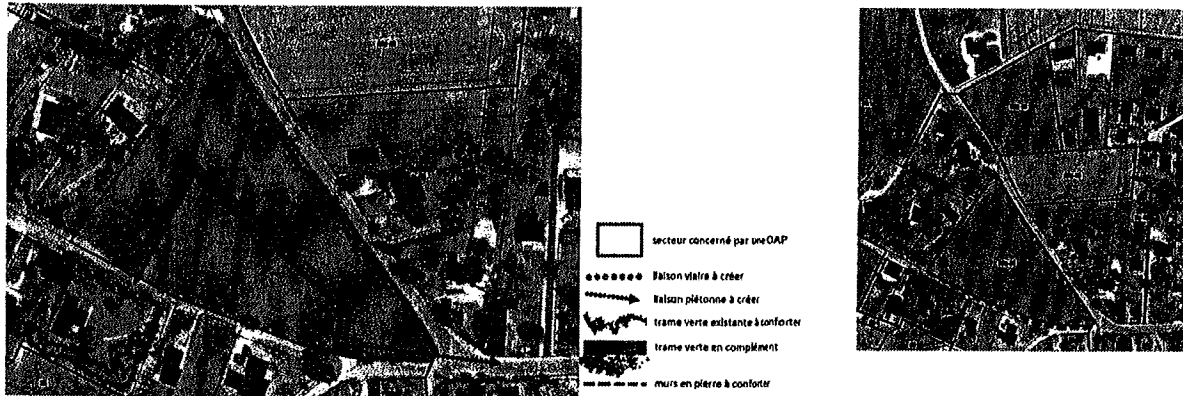 secteur concerné par une OAP
liaison viaire à créer
liaison piétonne à créer
trame verte existante à conforter
trame verte en complément
murs en pierre à conforter